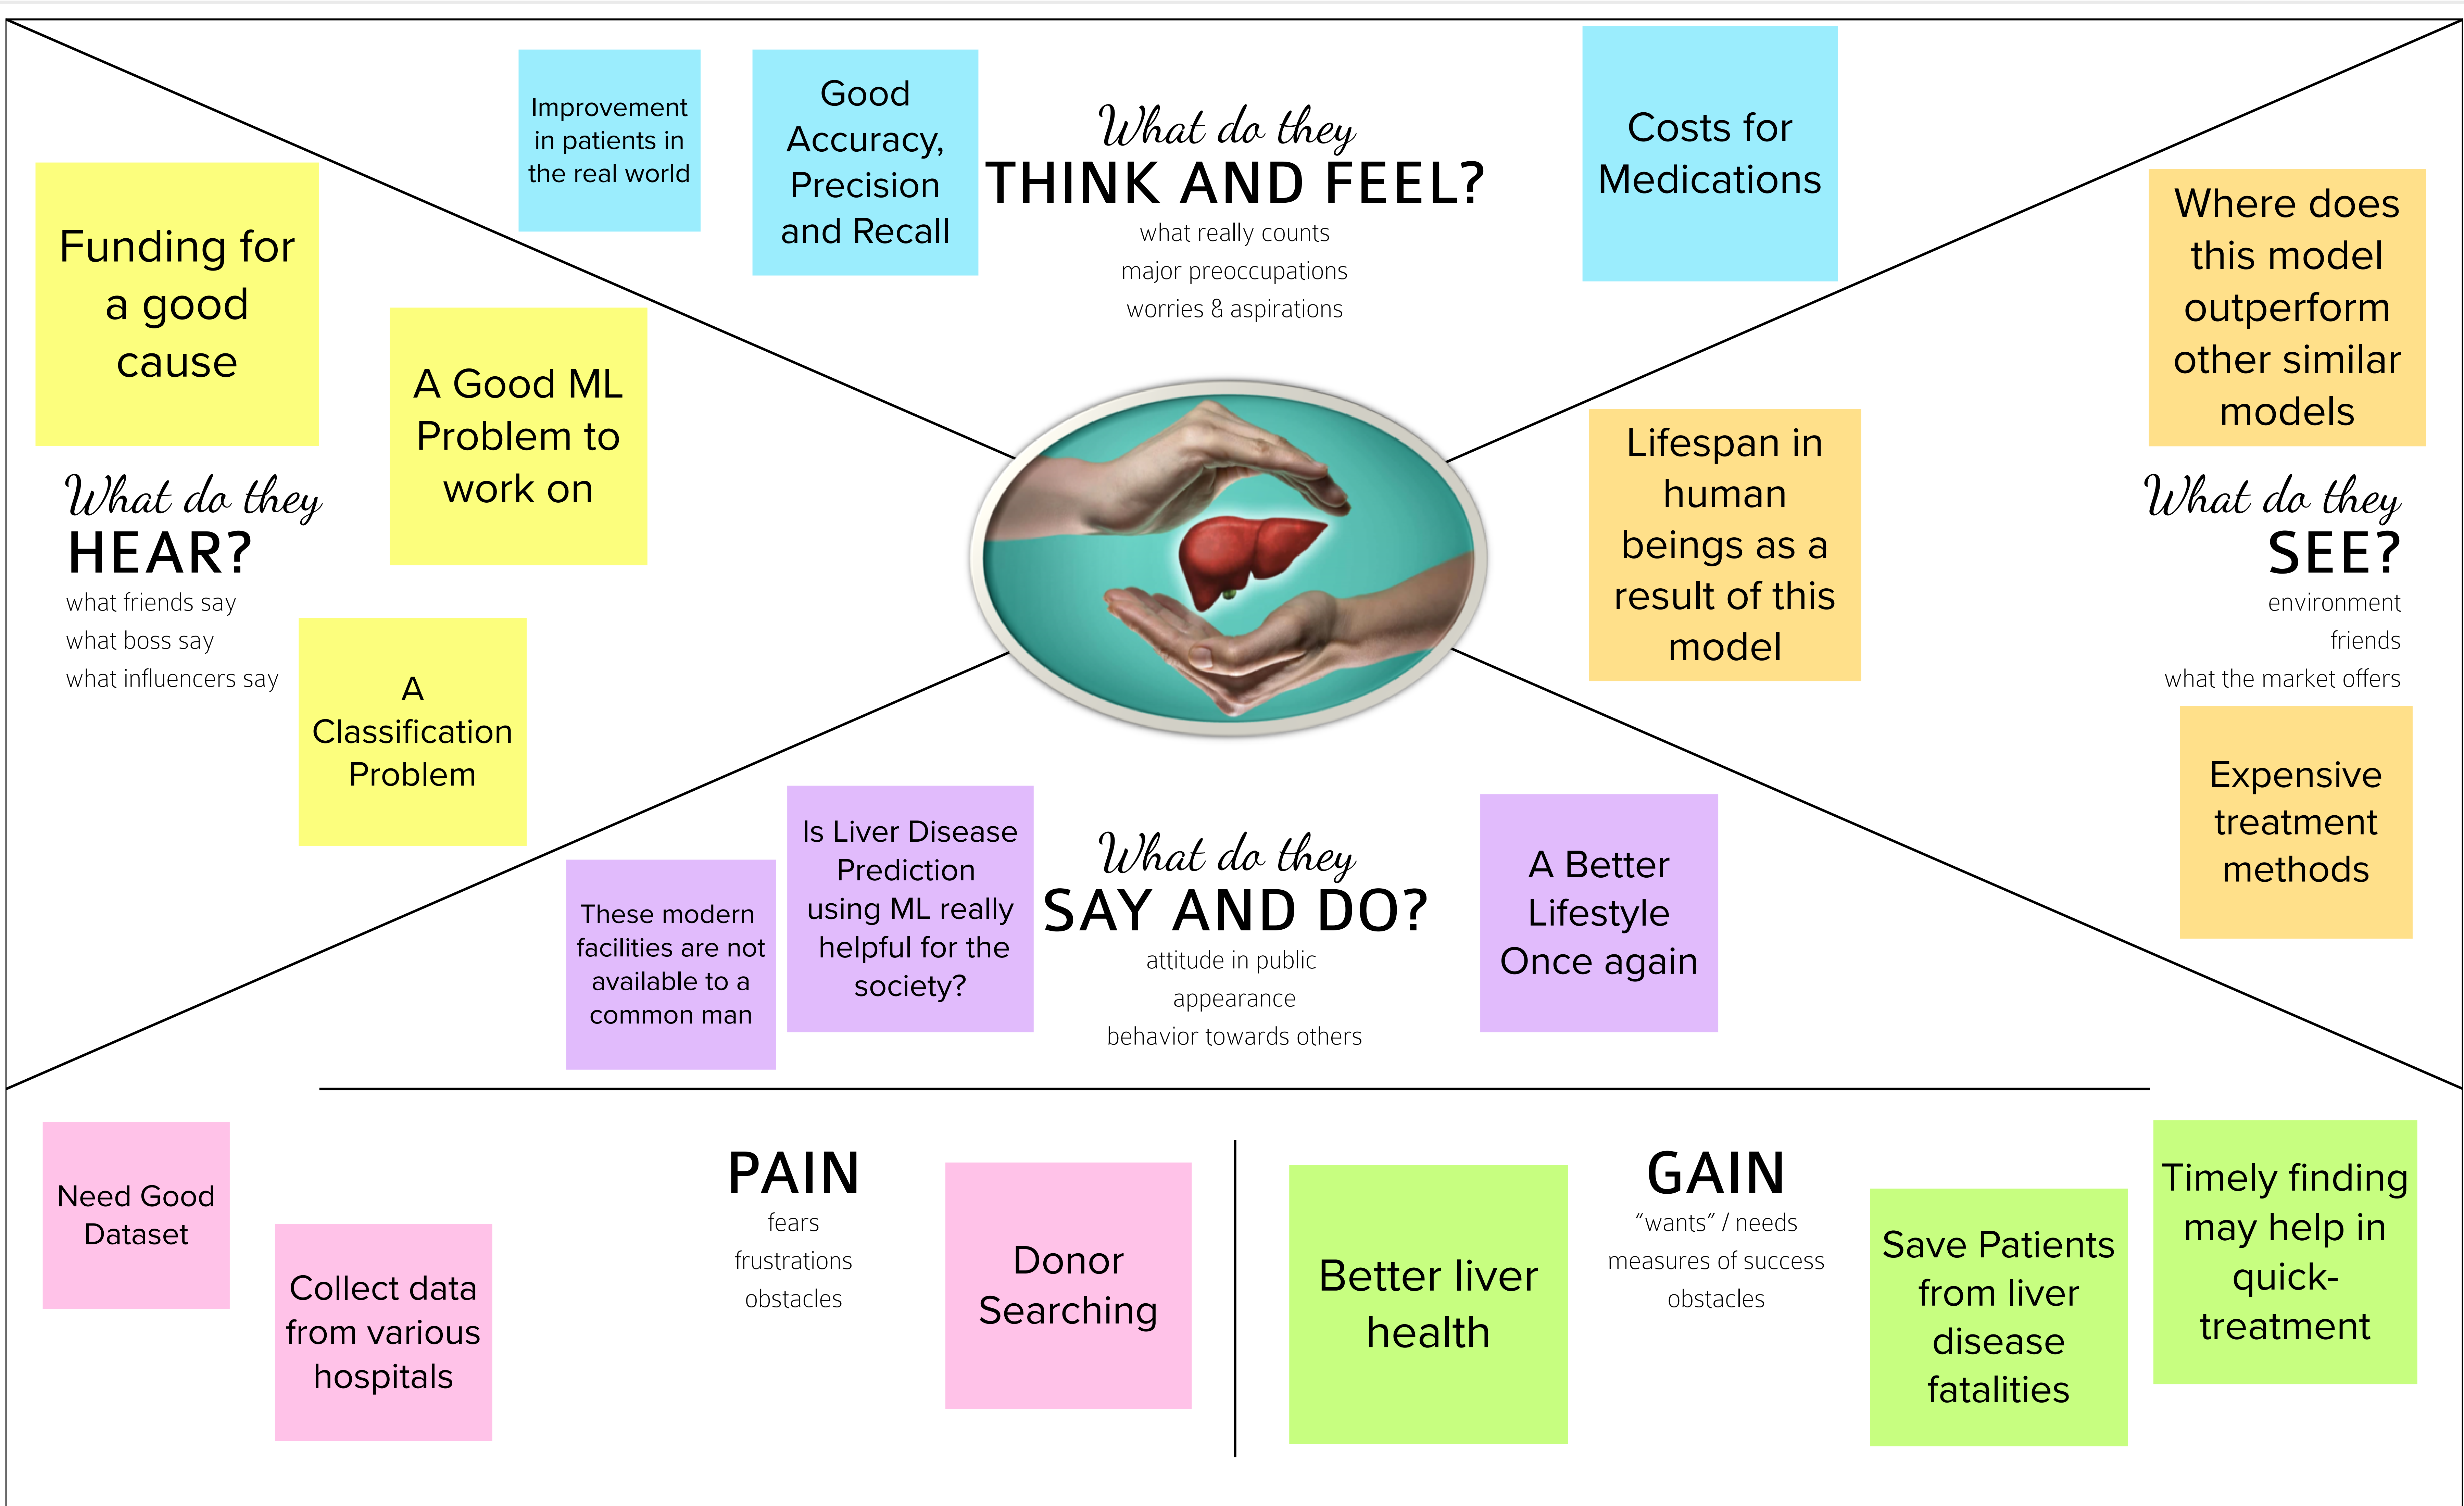 Improvement
in patients in
the real world
Good
Accuracy,
Precision
and Recall
What do they
THINK AND FEEL?
what really counts
major preoccupations
worries & aspirations
Costs for
Medications
Funding for
a good
cause
A Good ML
Problem to
work on
What do they
HEAR?
what friends say
what boss say
what influencers say
A
Classification
Problem
Where does
this model
outperform
other similar
models
Lifespan in
human
beings as a
result of this
model
What do they
SEE?
environment
friends
what the market offers
Expensive
treatment
methods
These modern
facilities are not
available to a
common man
Is Liver Disease
Prediction
using ML really
helpful for the
society?
What do they
SAY AND DO?
attitude in public
appearance
behavior towards others
A Better
Lifestyle
Once again
Need Good
Dataset
Collect data
from various
hospitals
PAIN
fears
frustrations
obstacles
Donor
Searching
Better liver
health
GAIN
“wants” / needs
measures of success
obstacles
Save Patients
from liver
disease
fatalities
Timely finding
may help in
quick-
treatment